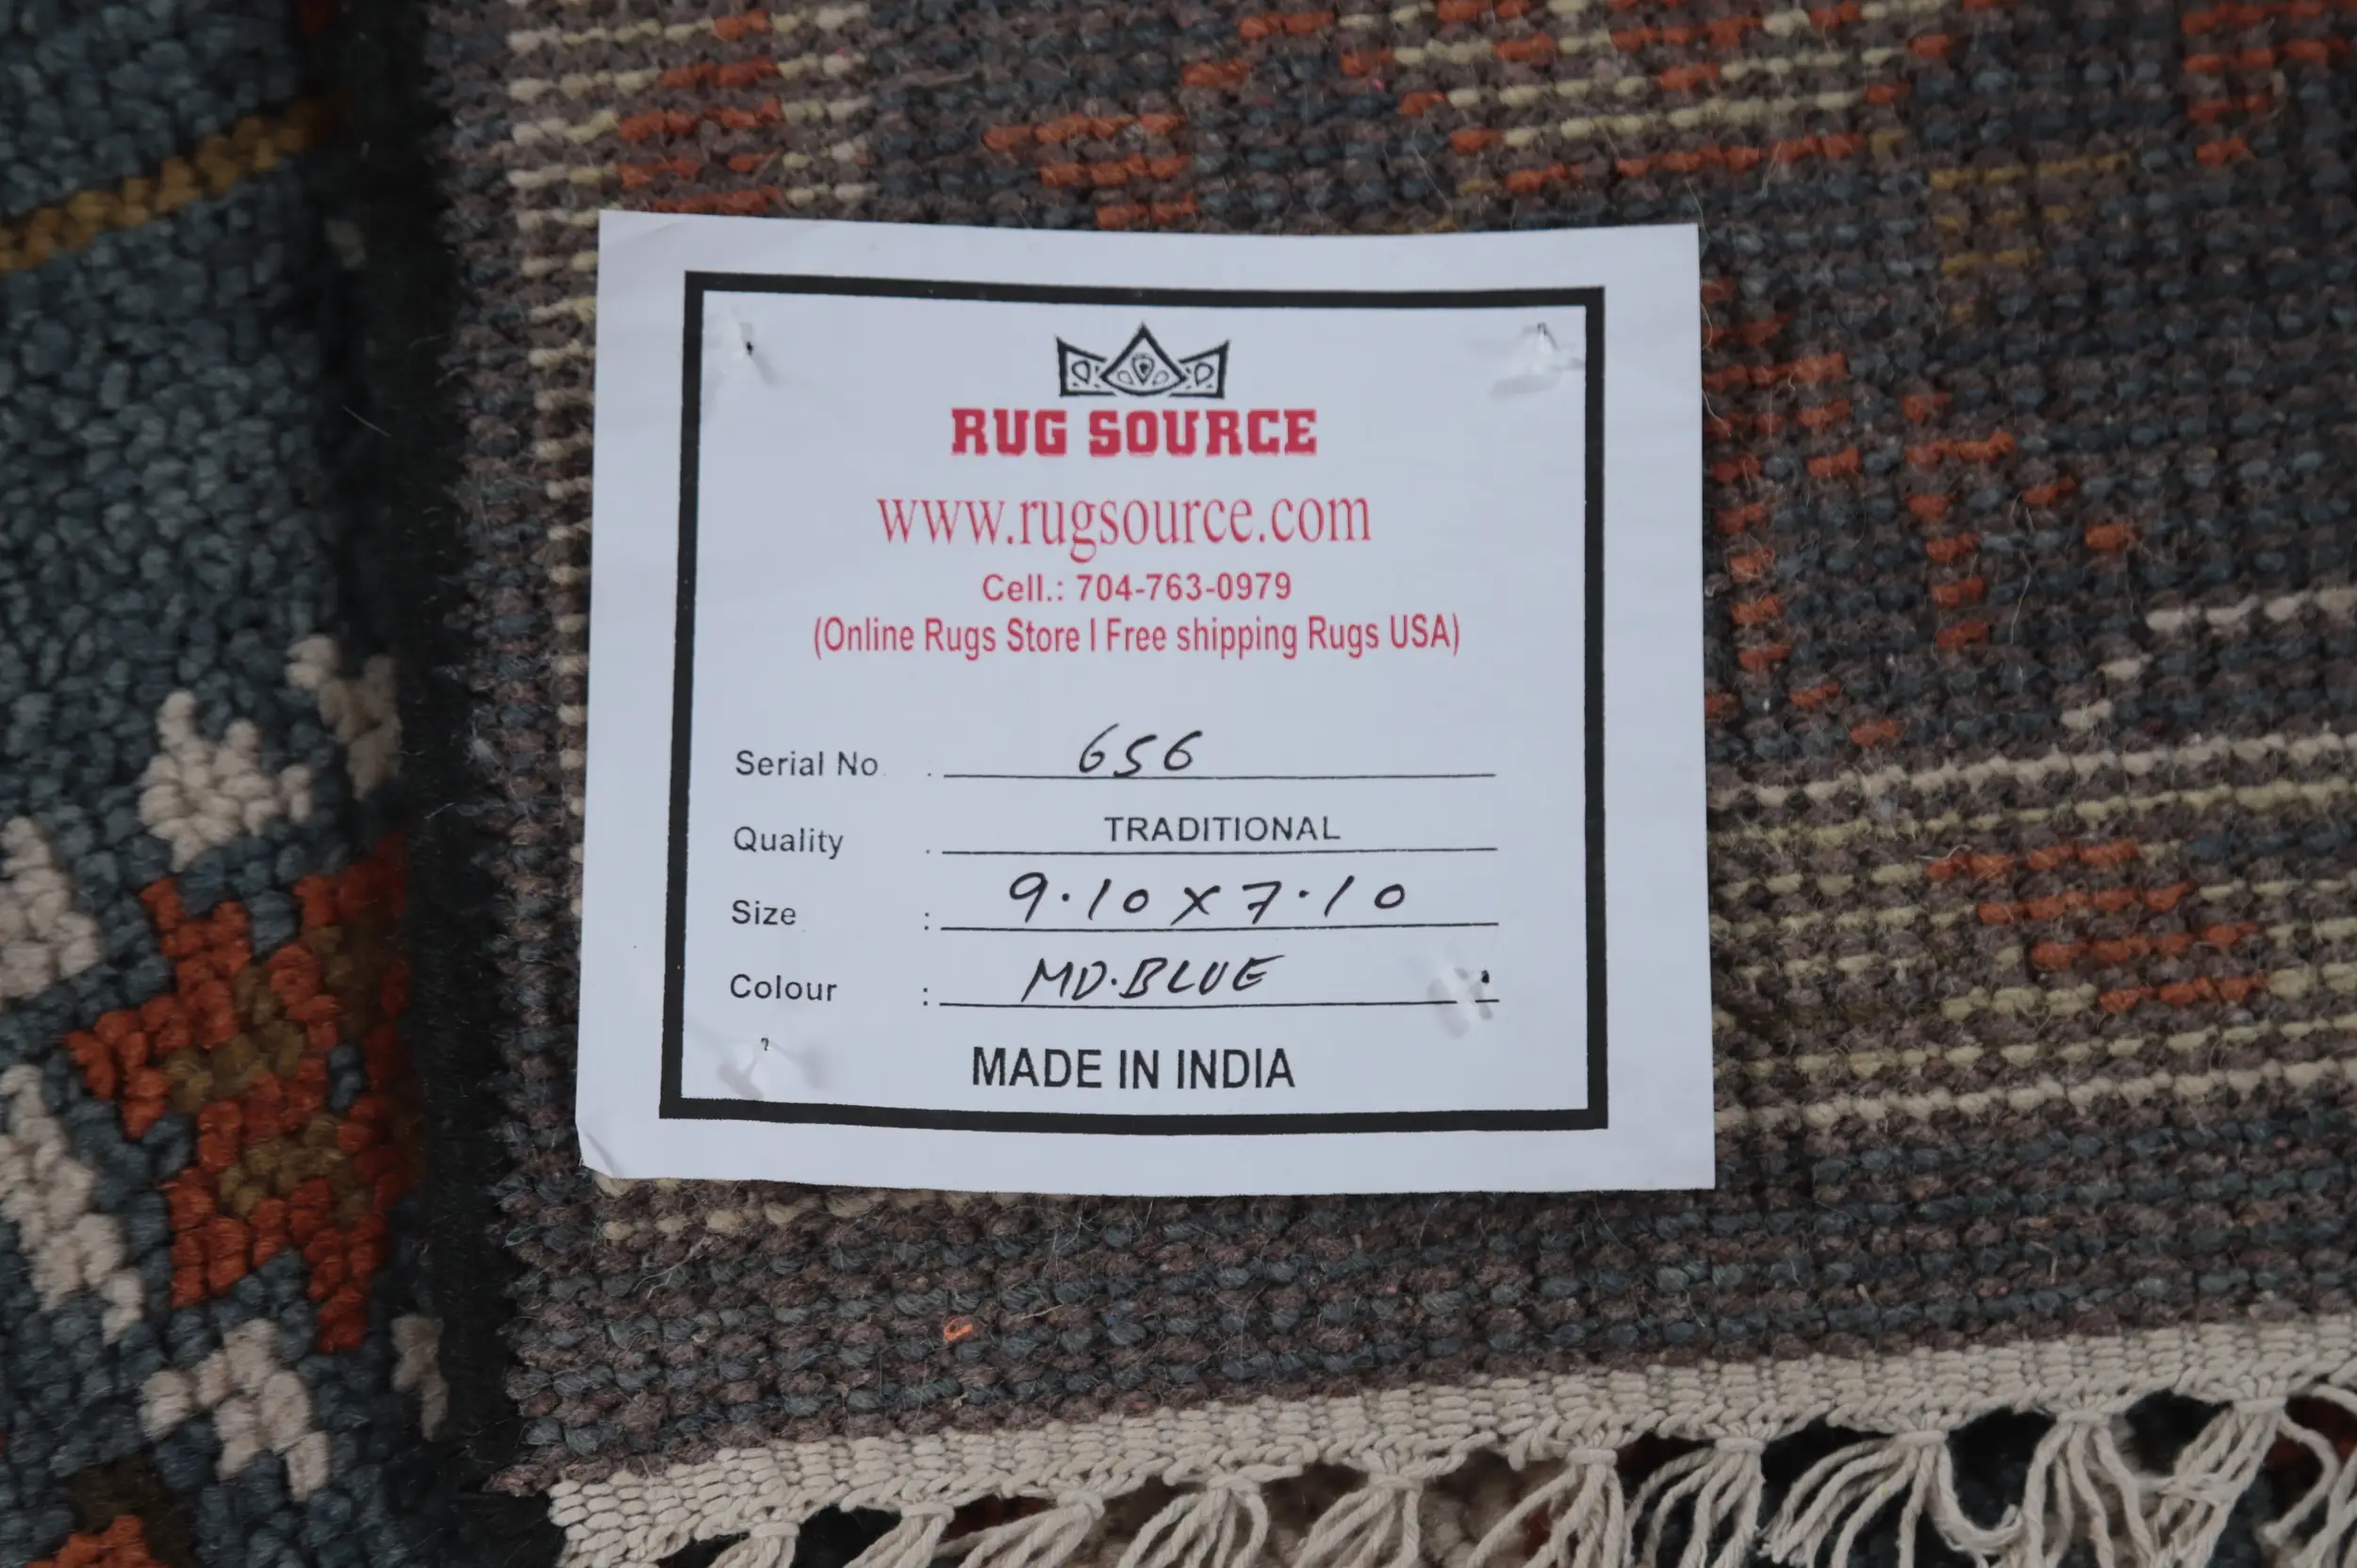 RUG SOURCE
www.rugsource.com
Cell.: 704-763-0979
(Online Rugs Store I Free shipping Rugs USA)
Serial No. 656
Quality . TRADITIONAL
Size : 9.10 x 7.10
Colour : MD.BLUE
MADE IN INDIA